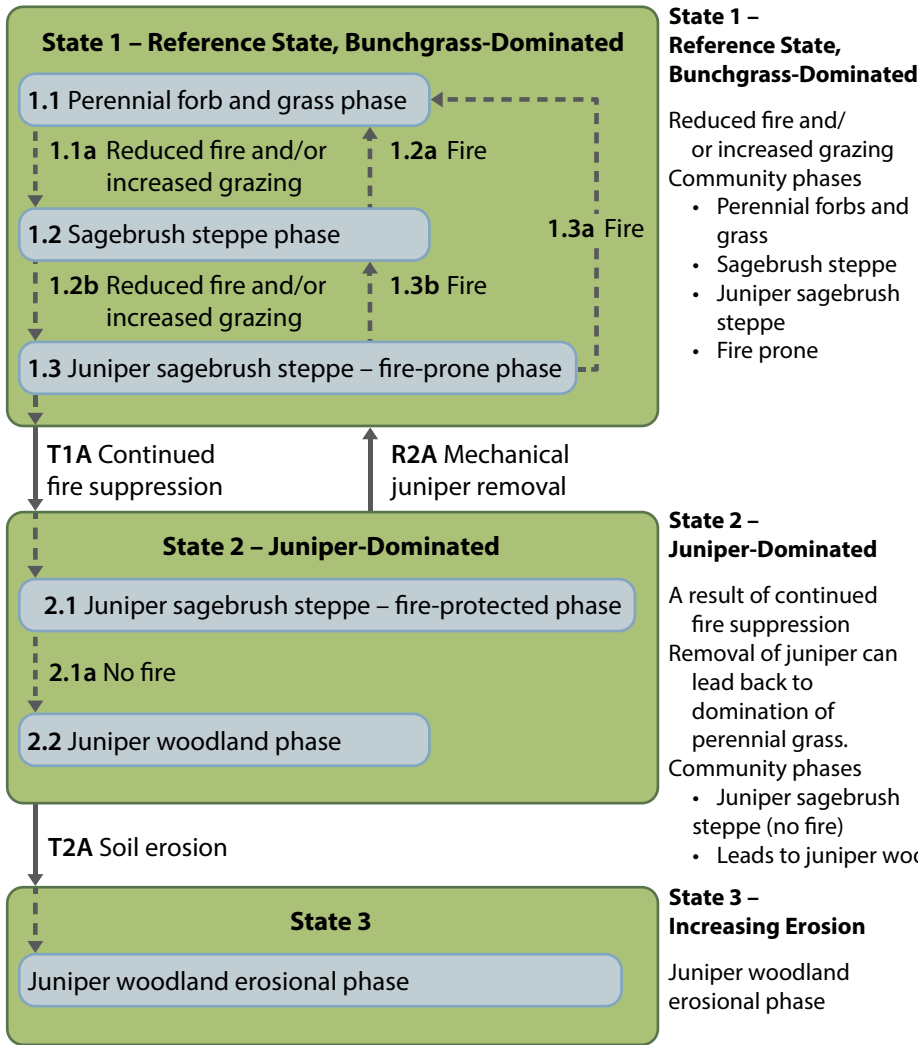 State 1 – Reference State, Bunchgrass-Dominated
1.1 Perennial forb and grass phase
1.1a Reduced fire and/or
increased grazing
1.2a Fire
1.2 Sagebrush steppe phase
1.3a Fire
1.2b Reduced fire and/or
increased grazing
1.3b Fire
1.3 Juniper sagebrush steppe – fire-prone phase
T1A Continued
fire suppression
R2A Mechanical
juniper removal
State 2 – Juniper-Dominated
2.1 Juniper sagebrush steppe – fire-protected phase
2.1a No fire
2.2 Juniper woodland phase
T2A Soil erosion
State 3
Juniper woodland erosional phase
State 1 –
Reference State,
Bunchgrass-Dominated
Reduced fire and/
or increased grazing
Community phases
• Perennial forbs and
grass
• Sagebrush steppe
• Juniper sagebrush
steppe
• Fire prone
State 2 –
Juniper-Dominated
A result of continued
fire suppression
Removal of juniper can
lead back to
domination of
perennial grass.
Community phases
• Juniper sagebrush
steppe (no fire)
• Leads to juniper
State 3 –
Increasing Erosion
Juniper woodland
erosional phase